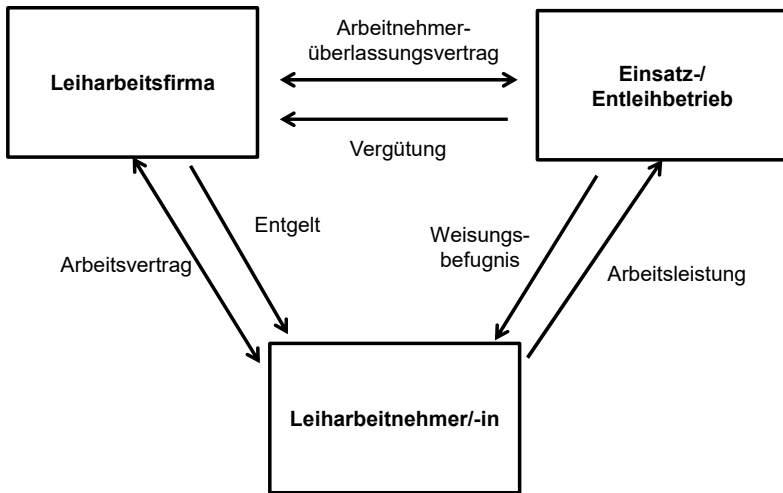 Arbeitnehmer-
überlassungsvertrag
Leiharbeitsfirma
Einsatz-/
Entleihbetrieb
Vergütung
Entgelt
Weisungs-
befugnis
Arbeitsvertrag
Arbeitsleistung
Leiharbeitnehmer/-in